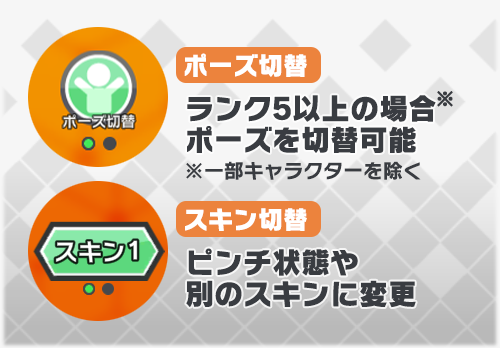 ポーズ切替
ポーズ切替
ランク5以上の場合※
ポーズを切替可能
※一部キャラクターを除く
スキン1
スキン切替
ピンチ状態や
別のスキンに変更